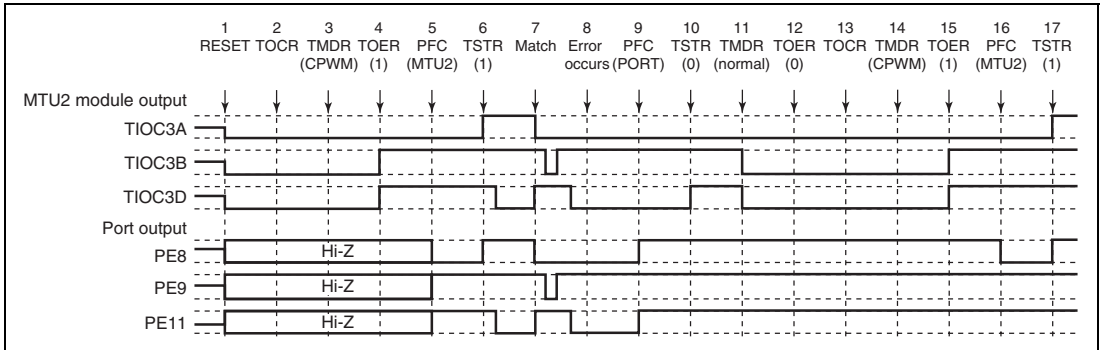 1 2 3 4 5 6 7 8 9 10 11 12 13 14 15 16 17
RESET TOCR TMDR TOER PFC TSTR Match Error PFC TSTR TMDR TOER TOCR TMDR TOER PFC TSTR
(CPWM) (1) (MTU2) (1) occurs (PORT) (0) (normal) (0) (CPWM) (1) (MTU2) (1)
MTU2 module output
TIOC3A
TIOC3B
TIOC3D
Port output
PE8 Hi-Z
PE9 Hi-Z
PE11 Hi-Z